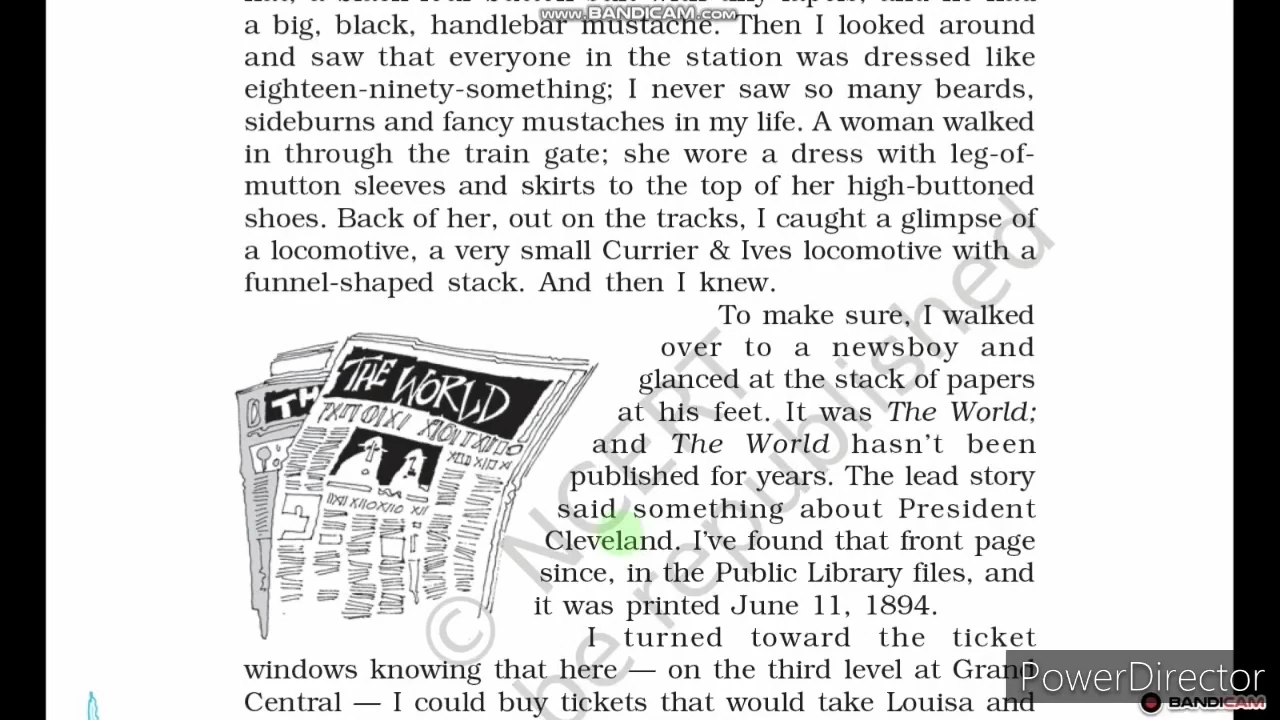 www.BANDICAM.com
a big, black, handlebar mustache. Then I looked around
and saw that everyone in the station was dressed like
eighteen-ninety-something; I never saw so many beards,
sideburns and fancy mustaches in my life. A woman walked
in through the train gate; she wore a dress with leg-of-
mutton sleeves and skirts to the top of her high-buttoned
shoes. Back of her, out on the tracks, I caught a glimpse of
a locomotive, a very small Currier & Ives locomotive with a
funnel-shaped stack. And then I knew.
To make sure, I walked
over to a newsboy and
glanced at the stack of papers
at his feet. It was The World;
and The World hasn't been
published for years. The lead story
said something about President
Cleveland. I've found that front page
since, in the Public Library files, and
it was printed June 11, 1894.
I turned toward the ticket
windows knowing that here — on the third level at Grand
Central — I could buy tickets that would take Louisa and
THE WORLD
TH
© NCERT
be republished
PowerDirector
BANDICAM